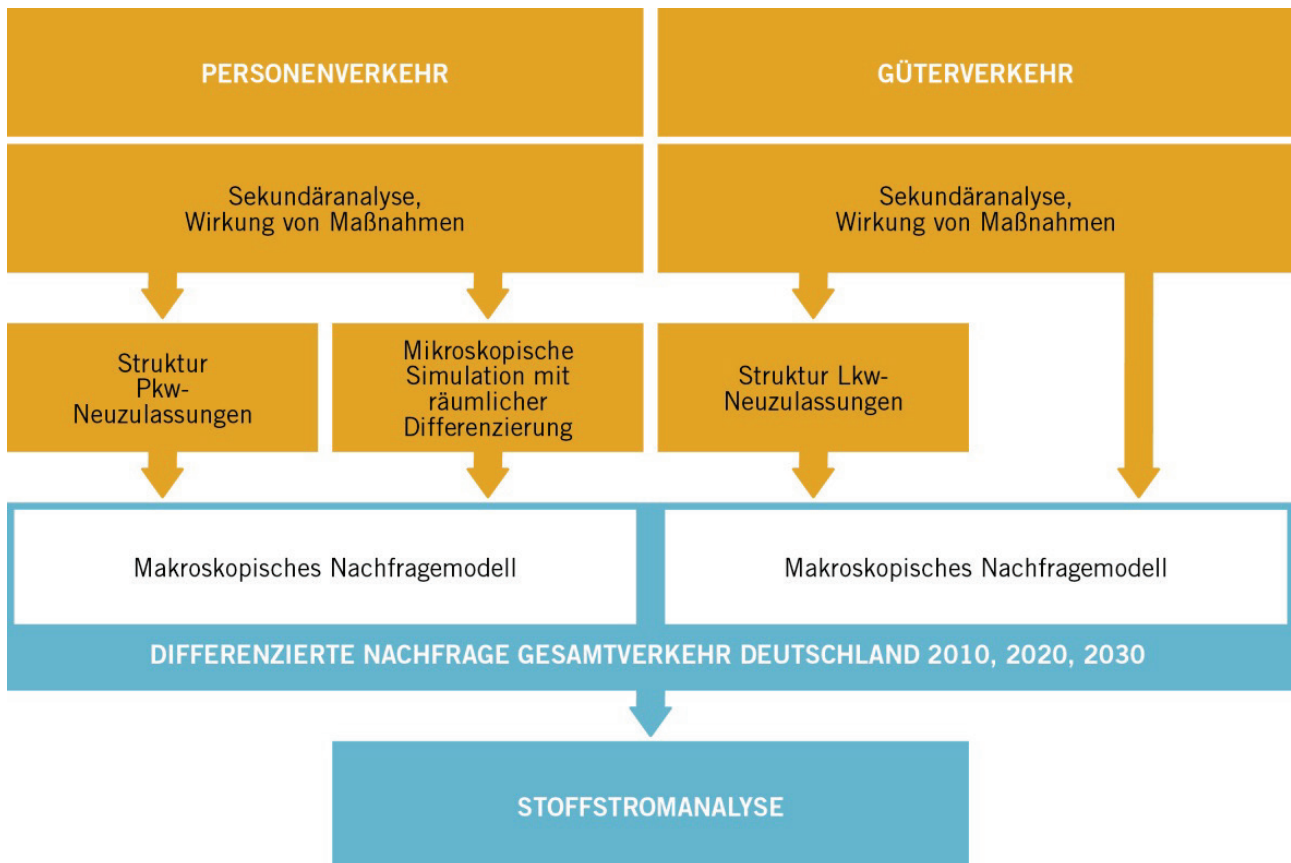 PERSONENVERKEHR
GÜTERVERKEHR
Sekundäranalyse,
Wirkung von Maßnahmen
Sekundäranalyse,
Wirkung von Maßnahmen
Struktur
Pkw-
Neuzulassungen
Mikroskopische
Simulation mit
räumlicher
Differenzierung
Struktur Lkw-
Neuzulassungen
Makroskopisches Nachfragemodell
Makroskopisches Nachfragemodell
DIFFERENZIERTE NACHFRAGE GESAMTVERKEHR DEUTSCHLAND 2010, 2020, 2030
STOFFSTROMANALYSE